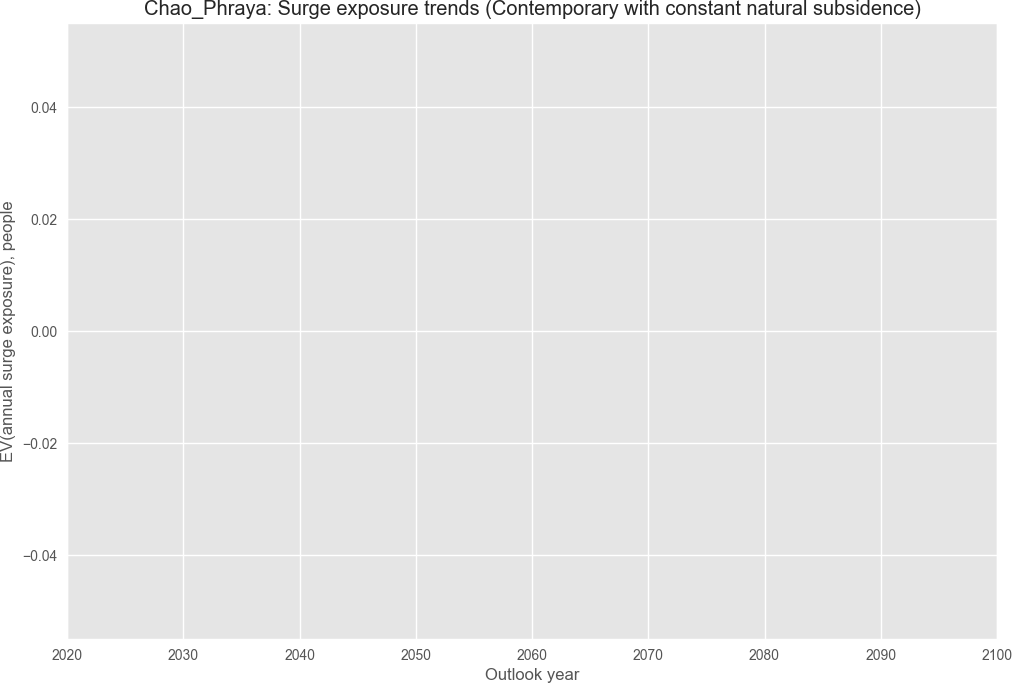 Chao_Phraya: Surge exposure trends (Contemporary with constant natural subsidence)
EV(annual surge exposure), people
0.04
0.02
0.00
−0.02
−0.04
2020 2030 2040 2050 2060 2070 2080 2090 2100
Outlook year